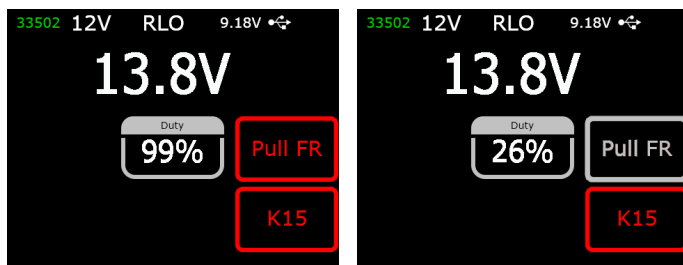 33502 12V RLO 9.18V
13.8V
Duty
99%
Pull FR
K15
33502 12V RLO 9.18V
13.8V
Duty
26%
Pull FR
K15